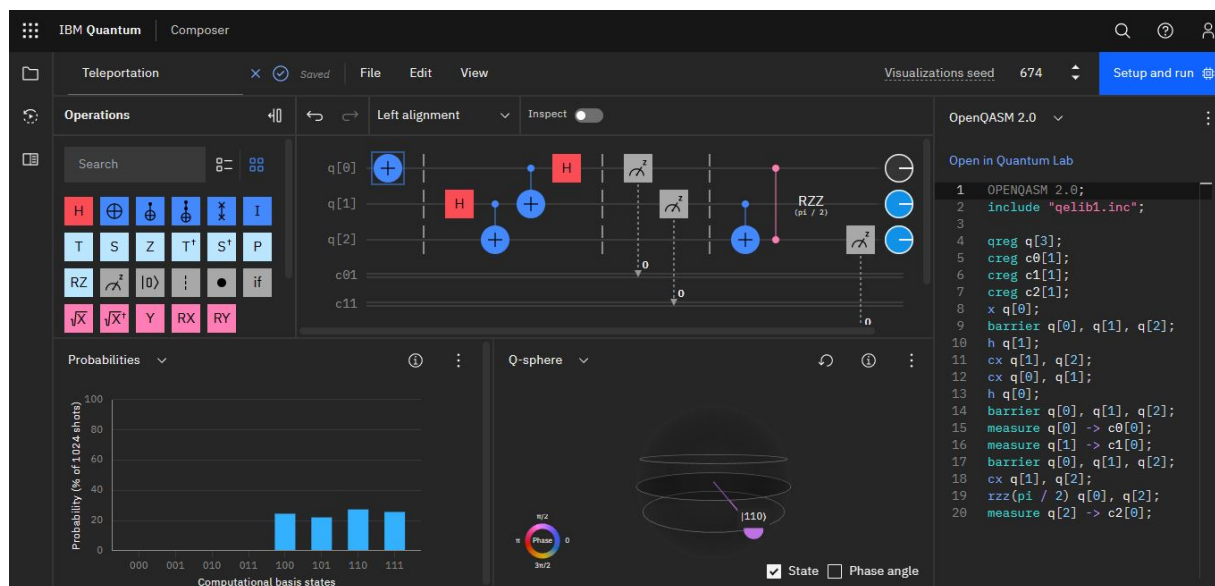 IBM Quantum Composer
Teleportation Saved File Edit View Visualizations seed 674 Setup and run
Operations Left alignment Inspect OpenQASM 2.0
Search
Open in Quantum Lab
H I
T S Z T† S† P
RZ z |0⟩ if
√X √X† Y RX RY
q[0] H z
q[1] H z RZZ
(pi / 2)
q[2] z
c01 0
c11 0
0
1 OPENQASM 2.0;
2 include "qelib1.inc";
3
4 qreg q[3];
5 creg c0[1];
6 creg c1[1];
7 creg c2[1];
8 x q[0];
9 barrier q[0], q[1], q[2];
10 h q[1];
11 cx q[1], q[2];
12 cx q[0], q[1];
13 h q[0];
14 barrier q[0], q[1], q[2];
15 measure q[0] -> c0[0];
16 measure q[1] -> c1[0];
17 barrier q[0], q[1], q[2];
18 cx q[1], q[2];
19 rzz(pi / 2) q[0], q[2];
20 measure q[2] -> c2[0];
Probabilities
Probability (% of 1024 shots)
100
80
60
40
20
0
000 001 010 011 100 101 110 111
Computational basis states
Q-sphere
|110⟩
π/2
π Phase 0
3π/2
State Phase angle